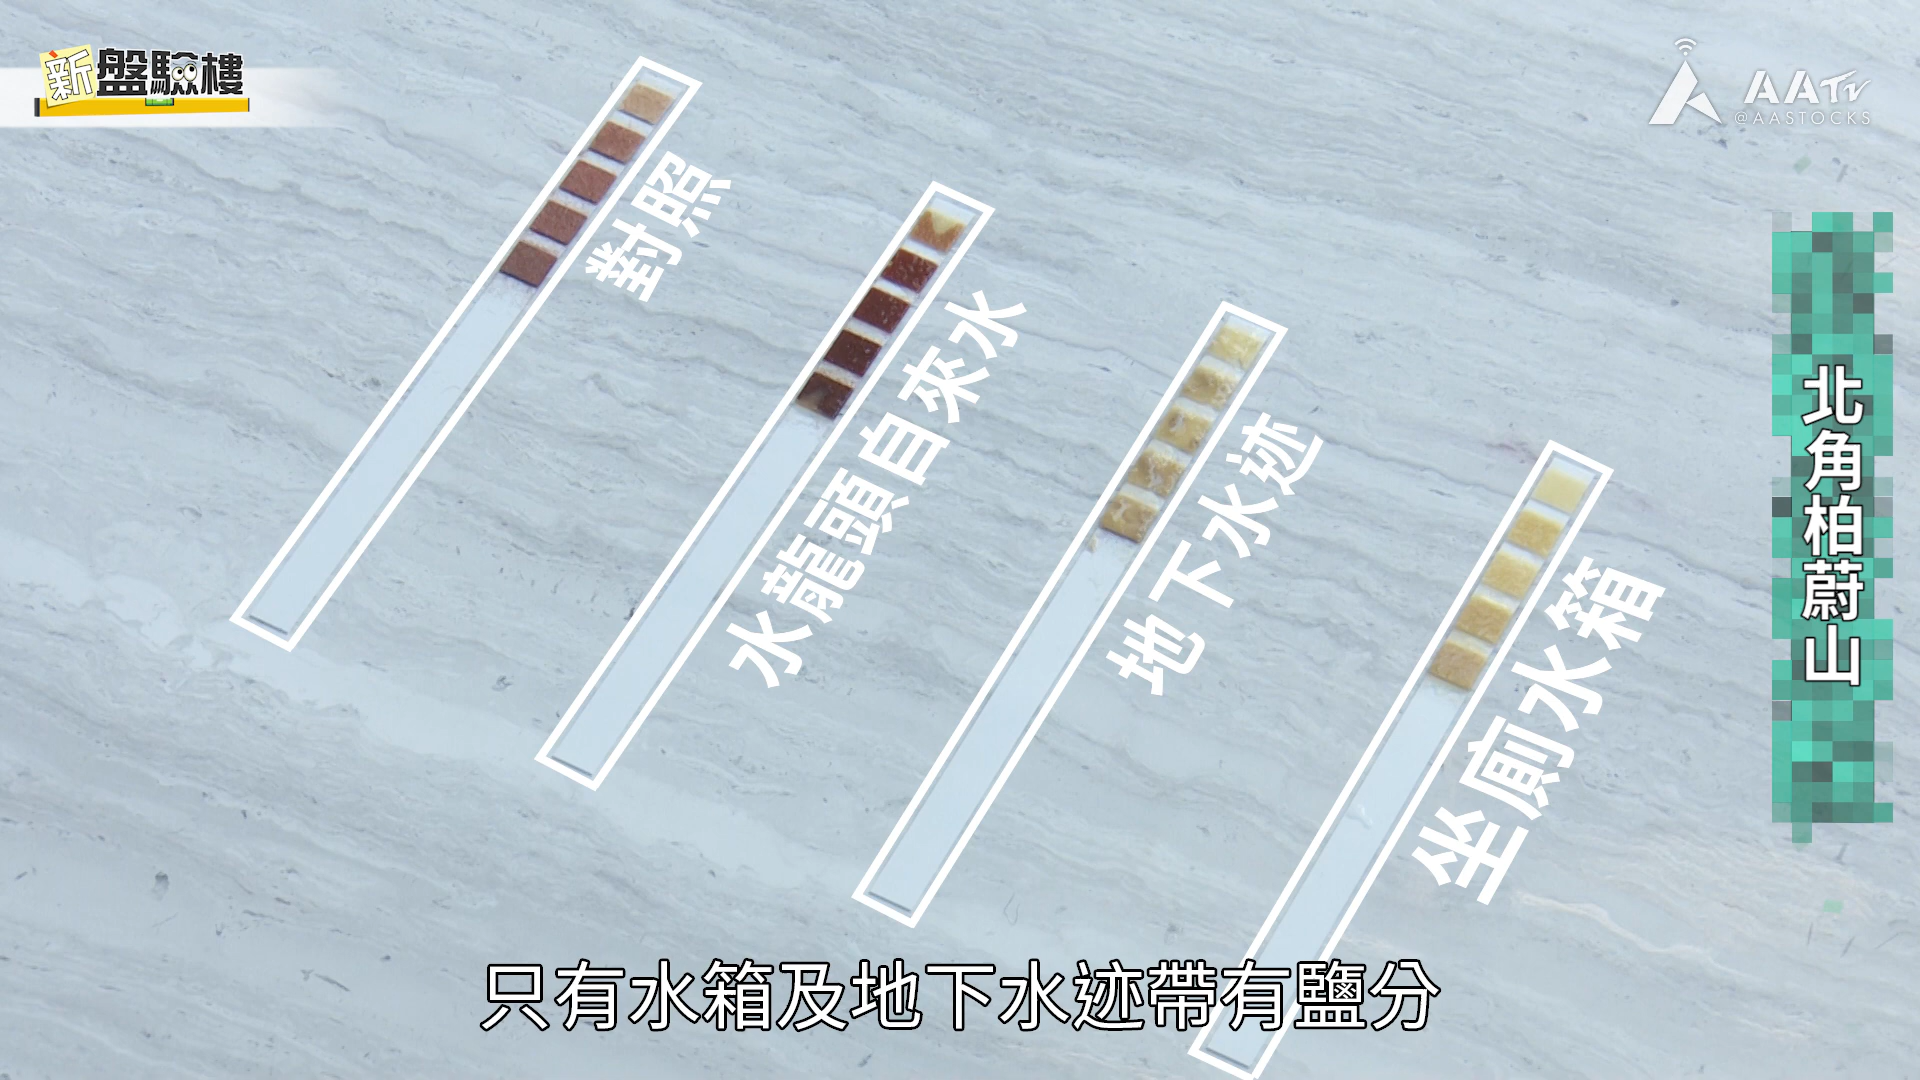 新盤驗樓
AATV
@AASTOCKS
對照
水龍頭自來水
地下水迹
坐廁水箱
北角柏蔚山
只有水箱及地下水迹帶有鹽分